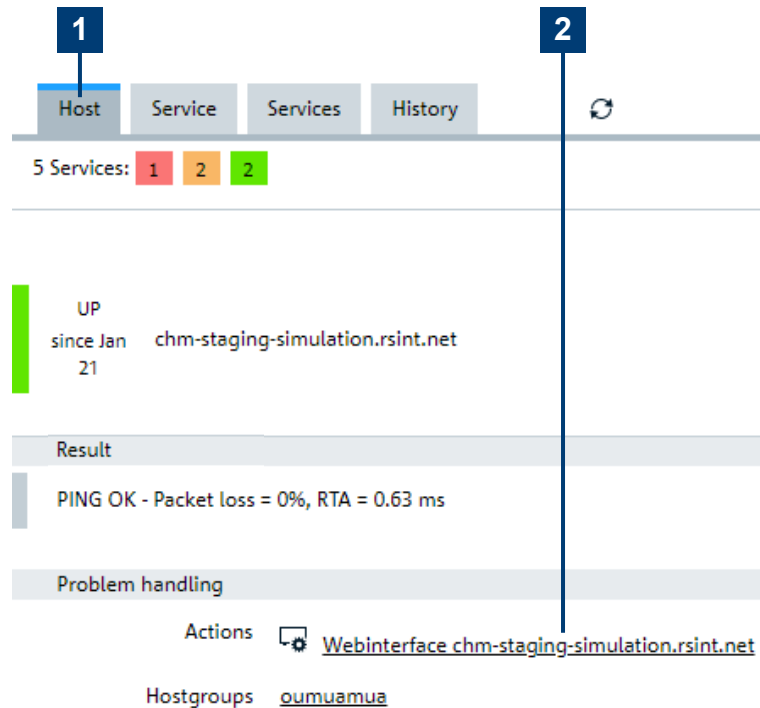 1 2
Host Service Services History
5 Services: 1 2 2
UP
since Jan
21
chm-staging-simulation.rsint.net
Result
PING OK - Packet loss = 0%, RTA = 0.63 ms
Problem handling
Actions Webinterface chm-staging-simulation.rsint.net
Hostgroups oumuamua